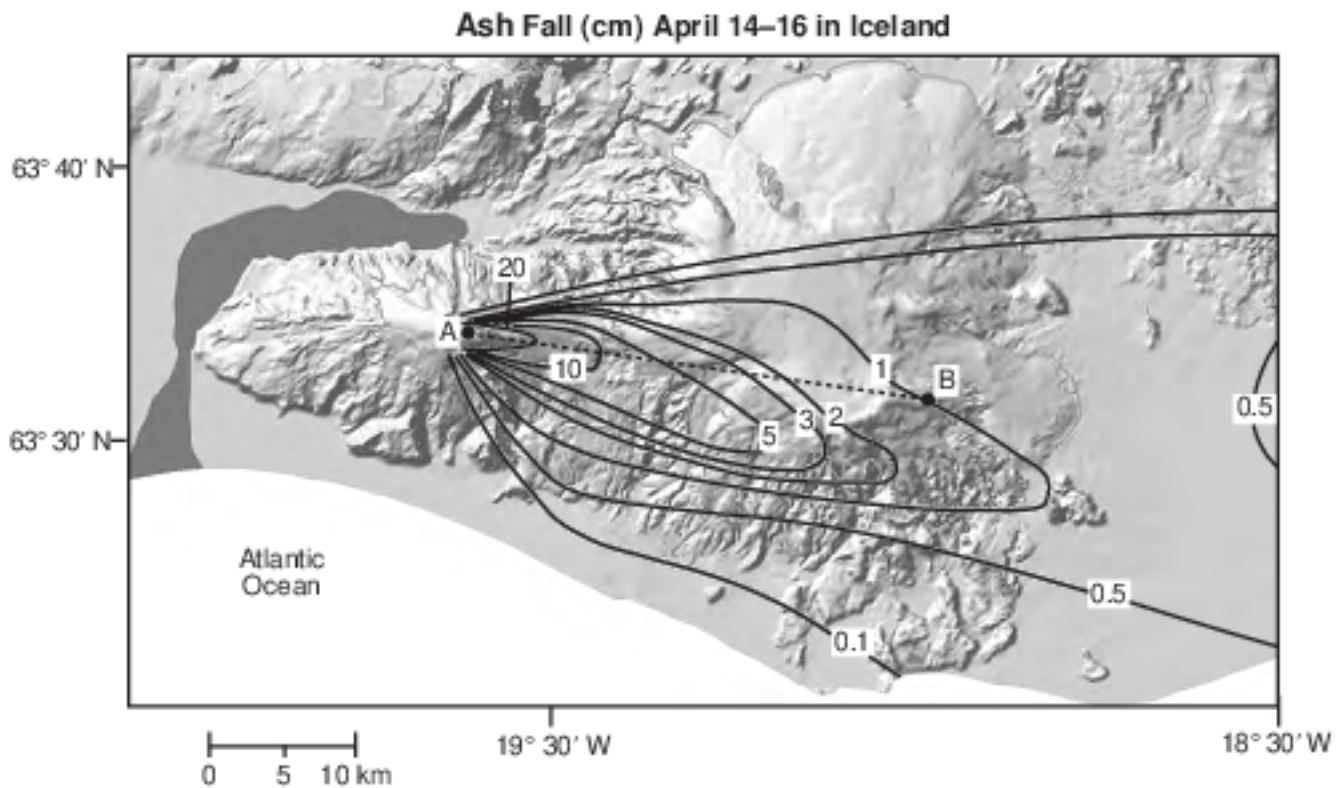 Ash Fall (cm) April 14–16 in Iceland
63° 40′ N
20
A
10
1
B
0.5
3
2
5
63° 30′ N
Atlantic
Ocean
0.5
0.1
19° 30′ W
18° 30′ W
0
5
10 km